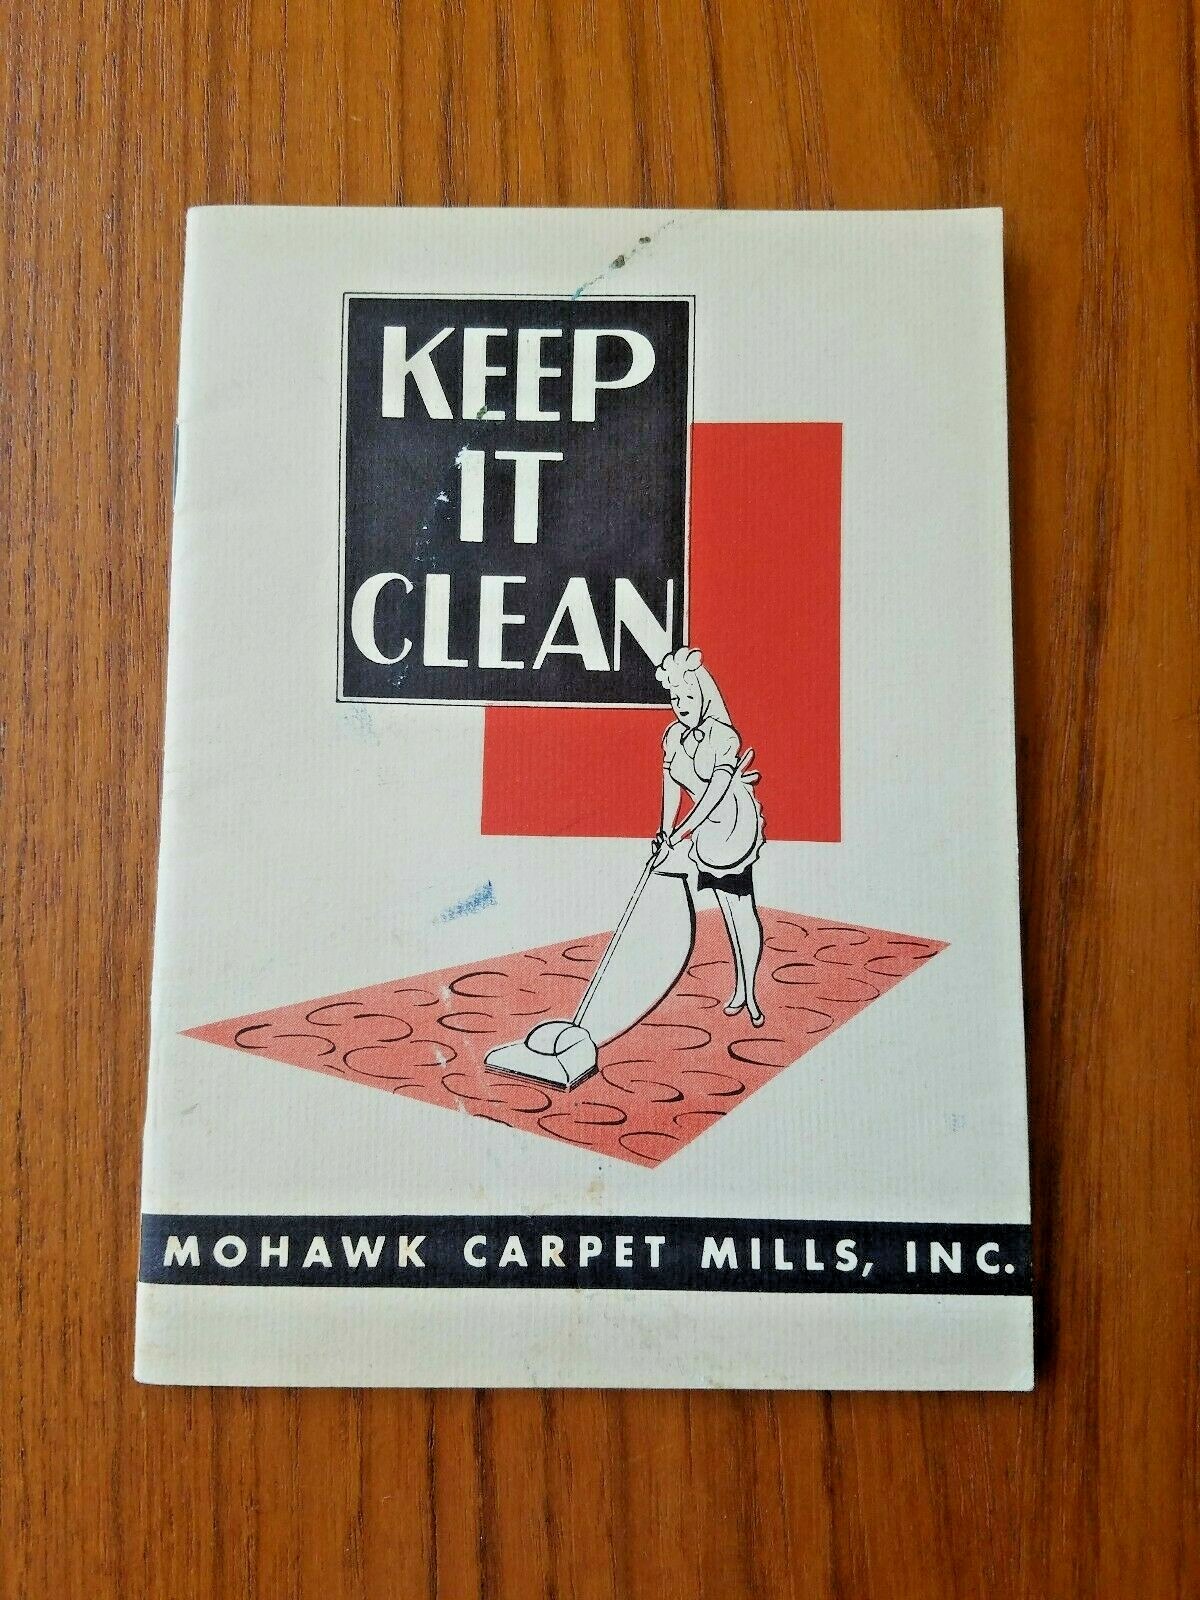 KEEP
IT
CLEAN
MOHAWK CARPET MILLS, INC.